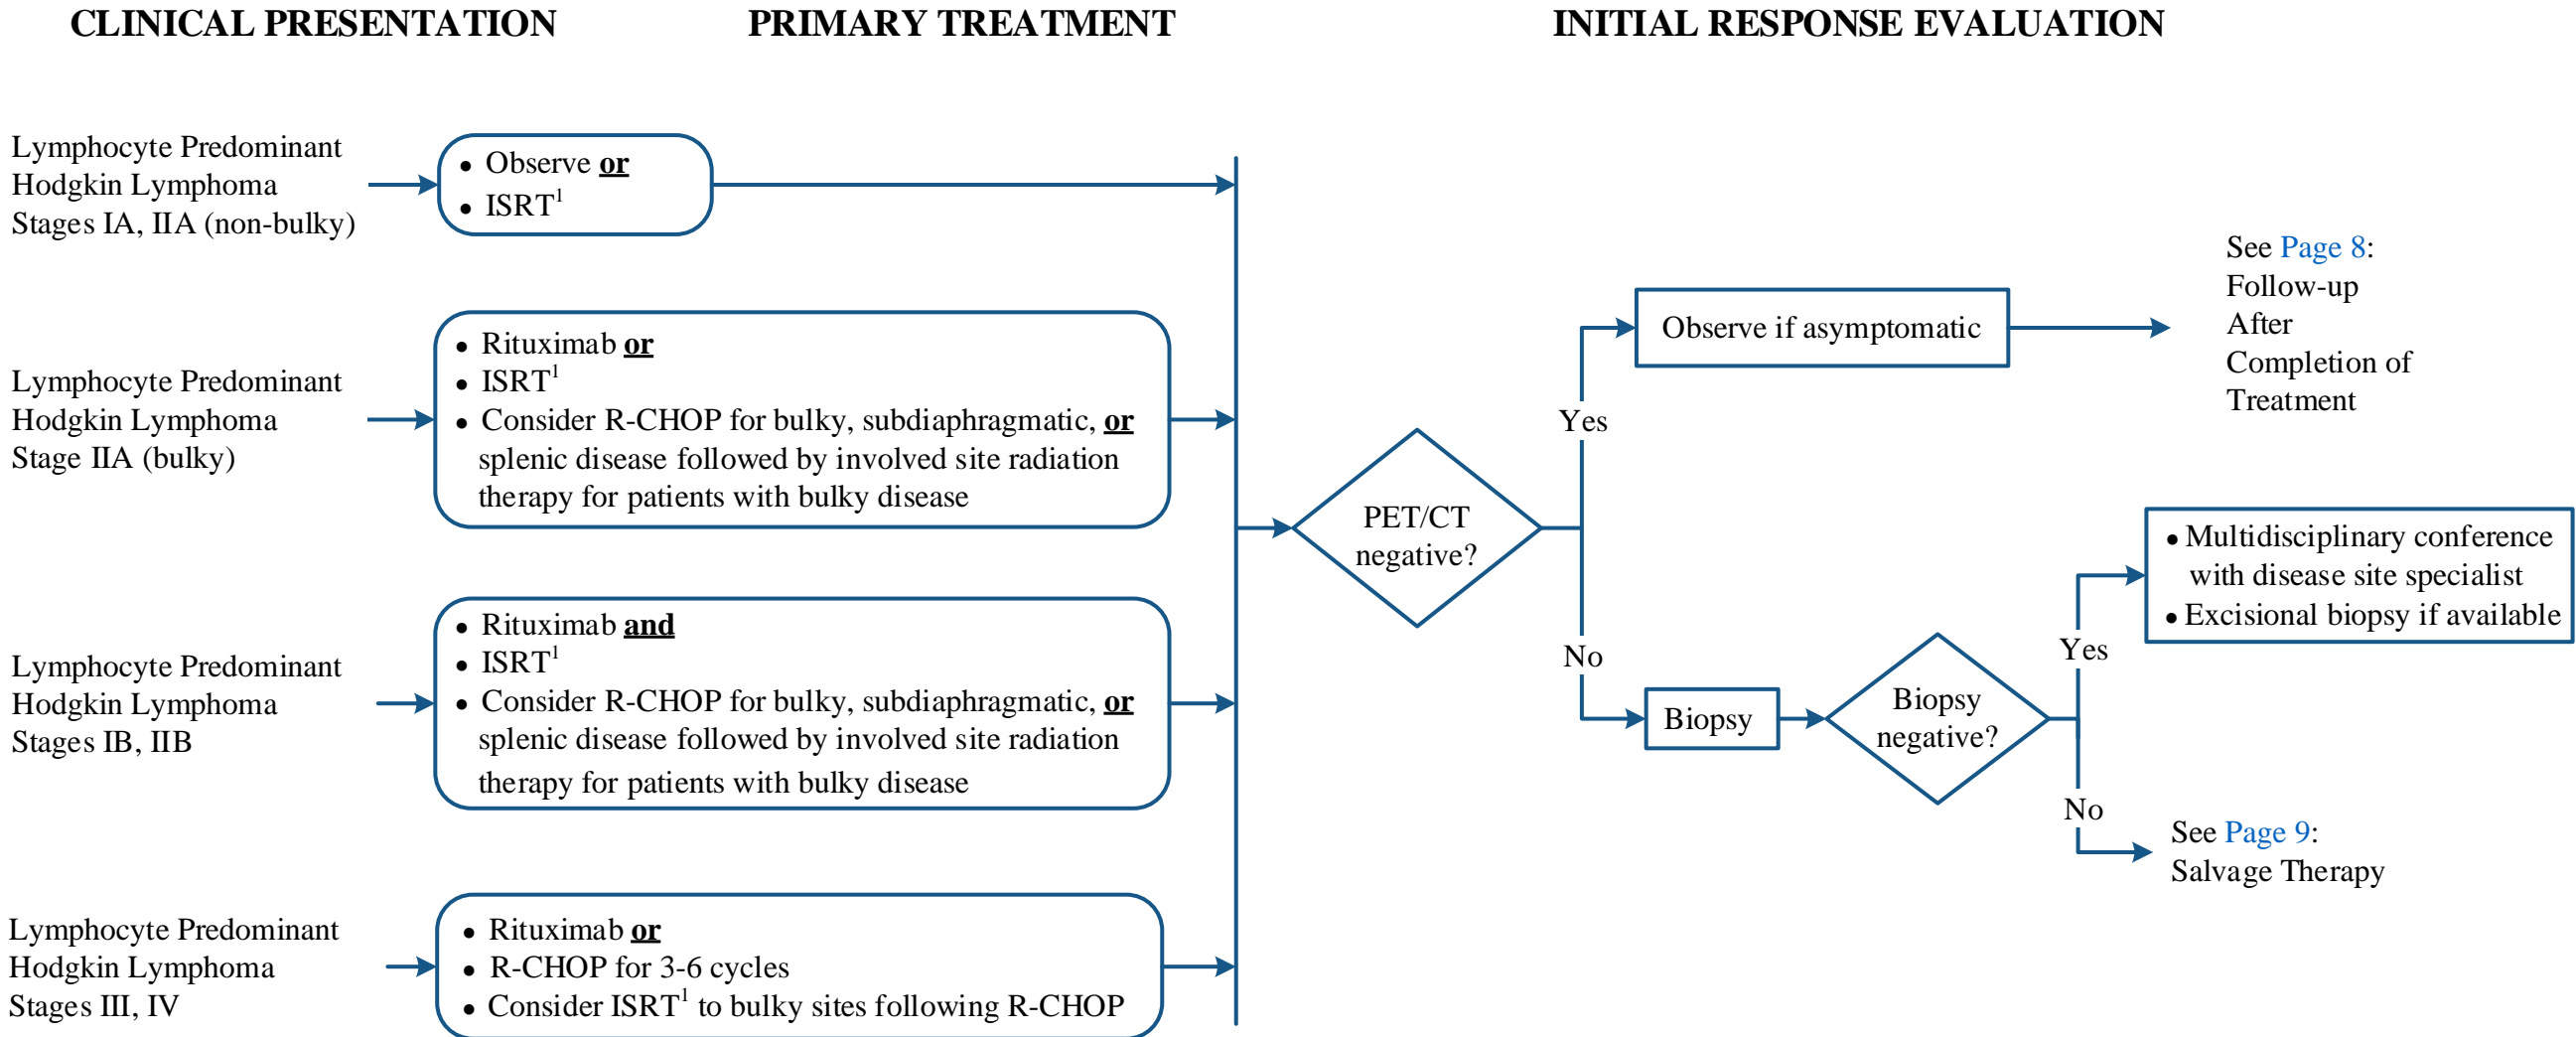 CLINICAL PRESENTATION
PRIMARY TREATMENT
INITIAL RESPONSE EVALUATION
Lymphocyte Predominant
Hodgkin Lymphoma
Stages IA, IIA (non-bulky)
• Observe or
• ISRT1
Lymphocyte Predominant
Hodgkin Lymphoma
Stage IIA (bulky)
• Rituximab or
• ISRT1
• Consider R-CHOP for bulky, subdiaphragmatic, or
splenic disease followed by involved site radiation
therapy for patients with bulky disease
Lymphocyte Predominant
Hodgkin Lymphoma
Stages IB, IIB
• Rituximab and
• ISRT1
• Consider R-CHOP for bulky, subdiaphragmatic, or
splenic disease followed by involved site radiation
therapy for patients with bulky disease
Lymphocyte Predominant
Hodgkin Lymphoma
Stages III, IV
• Rituximab or
• R-CHOP for 3-6 cycles
• Consider ISRT1 to bulky sites following R-CHOP
PET/CT
negative?
Yes
Observe if asymptomatic
See Page 8:
Follow-up
After
Completion of
Treatment
No
Biopsy
Biopsy
negative?
Yes
• Multidisciplinary conference
with disease site specialist
• Excisional biopsy if available
No
See Page 9:
Salvage Therapy